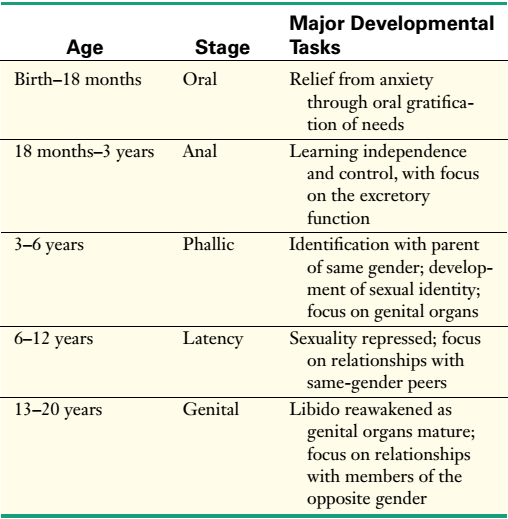 Age Stage Major Developmental Tasks
Birth–18 months Oral Relief from anxiety
through oral gratifica-
tion of needs
18 months–3 years Anal Learning independence
and control, with focus
on the excretory
function
3–6 years Phallic Identification with parent
of same gender; develop-
ment of sexual identity;
focus on genital organs
6–12 years Latency Sexuality repressed; focus
on relationships with
same-gender peers
13–20 years Genital Libido reawakened as
genital organs mature;
focus on relationships
with members of the
opposite gender